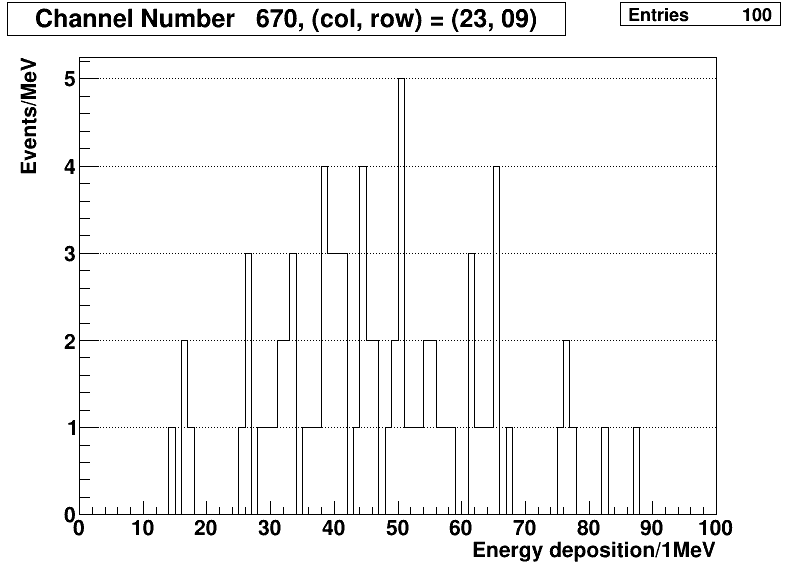 Channel Number 670, (col, row) = (23, 09)
Entries 100
Events/MeV
5
4
3
2
1
0
0 10 20 30 40 50 60 70 80 90 100
Energy deposition/1MeV